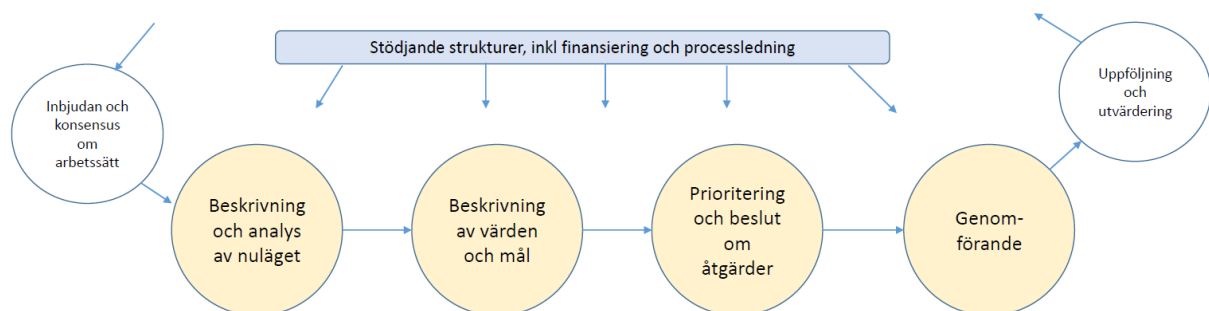 Stödjande strukturer, inkl finansiering och processledning
Inbjudan och
konsensus
om
arbetssätt
Beskrivning
och analys
av nuläget
Beskrivning
av värden
och mål
Prioritering
och beslut
om
åtgärder
Genom-
förande
Uppföljning
och
utvärdering